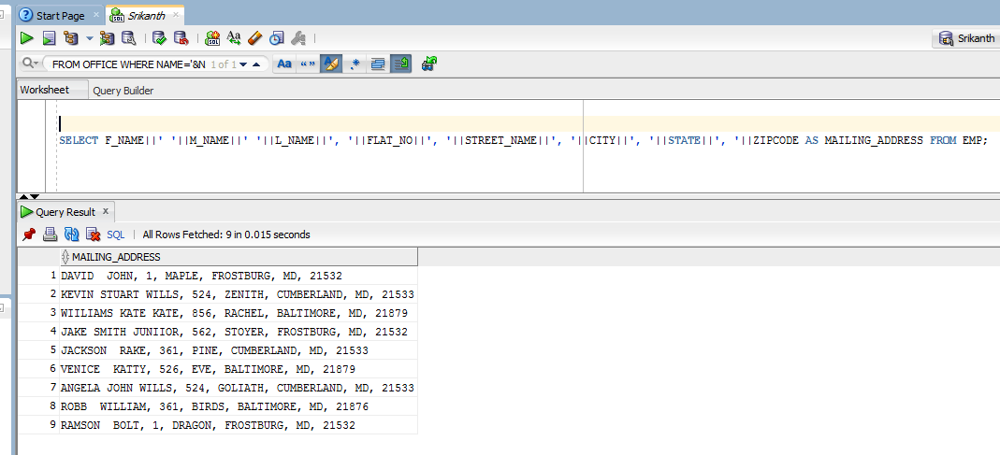 Start Page
Srikanth
Srikanth
FROM OFFICE WHERE NAME='&N 1 of 1 Aa “ ” .*
Worksheet Query Builder
SELECT F_NAME||' '||M_NAME||' '||L_NAME||', '||FLAT_NO||', '||STREET_NAME||', '||CITY||', '||STATE||', '||ZIPCODE AS MAILING_ADDRESS FROM EMP;
Query Result x
SQL | All Rows Fetched: 9 in 0.015 seconds
MAILING_ADDRESS
1 DAVID  JOHN, 1, MAPLE, FROSTBURG, MD, 21532
2 KEVIN STUART WILLS, 524, ZENITH, CUMBERLAND, MD, 21533
3 WIILIAMS KATE KATE, 856, RACHEL, BALTIMORE, MD, 21879
4 JAKE SMITH JUNIIOR, 562, STOYER, FROSTBURG, MD, 21532
5 JACKSON  RAKE, 361, PINE, CUMBERLAND, MD, 21533
6 VENICE  KATTY, 526, EVE, BALTIMORE, MD, 21879
7 ANGELA JOHN WILLS, 524, GOLIATH, CUMBERLAND, MD, 21533
8 ROBB  WILLIAM, 361, BIRDS, BALTIMORE, MD, 21876
9 RAMSON  BOLT, 1, DRAGON, FROSTBURG, MD, 21532